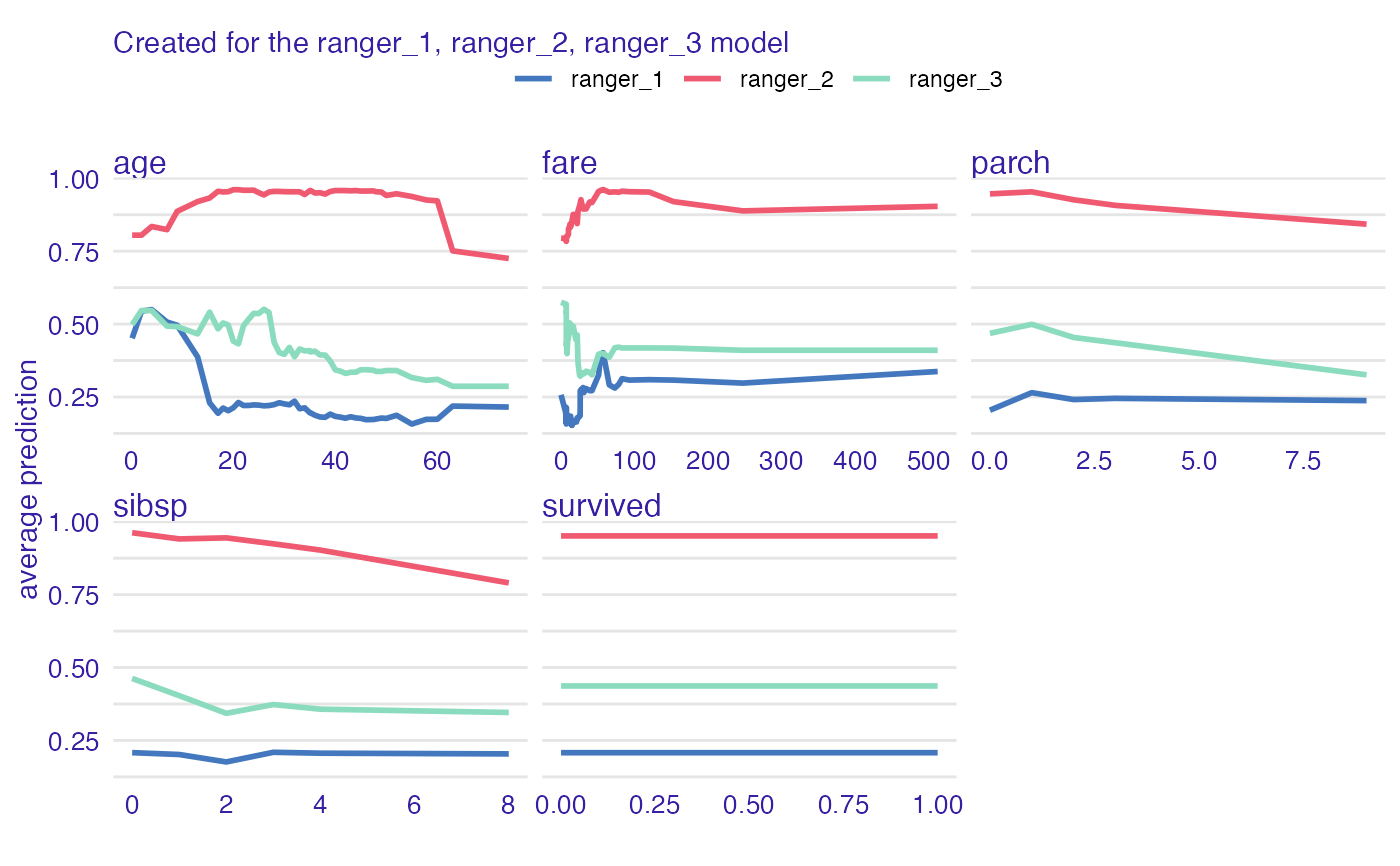 Created for the ranger_1, ranger_2, ranger_3 model
ranger_1 ranger_2 ranger_3
age fare parch
1.00
0.75
0.50
0.25
0 20 40 60 0 100 200 300 400 500 0.0 2.5 5.0 7.5
average prediction
sibsp survived
1.00
0.75
0.50
0.25
0 2 4 6 8 0.00 0.25 0.50 0.75 1.00